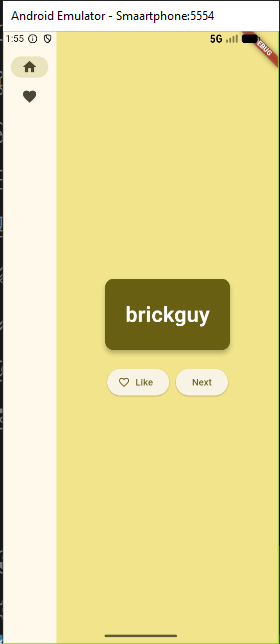 Android Emulator - Smaartphone:5554
1:55 5G
DEBUG
brickguy
Like Next